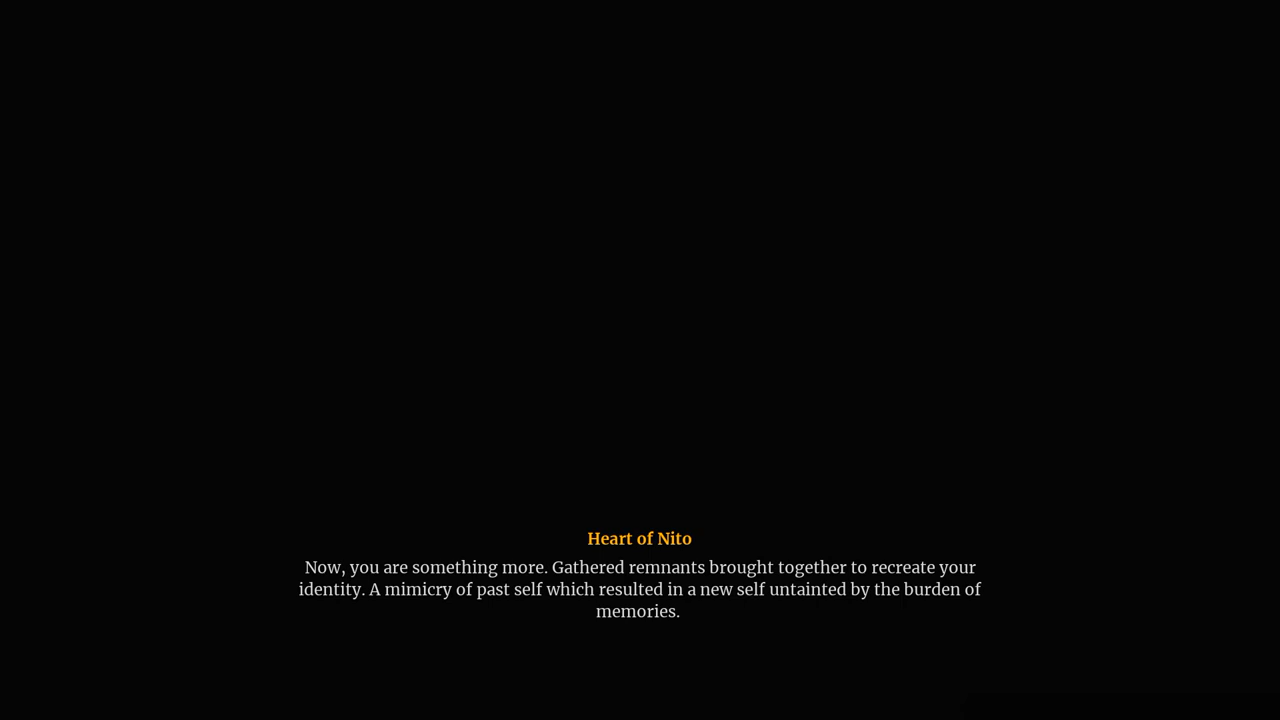 Heart of Nito
Now, you are something more. Gathered remnants brought together to recreate your
identity. A mimicry of past self which resulted in a new self untainted by the burden of
memories.